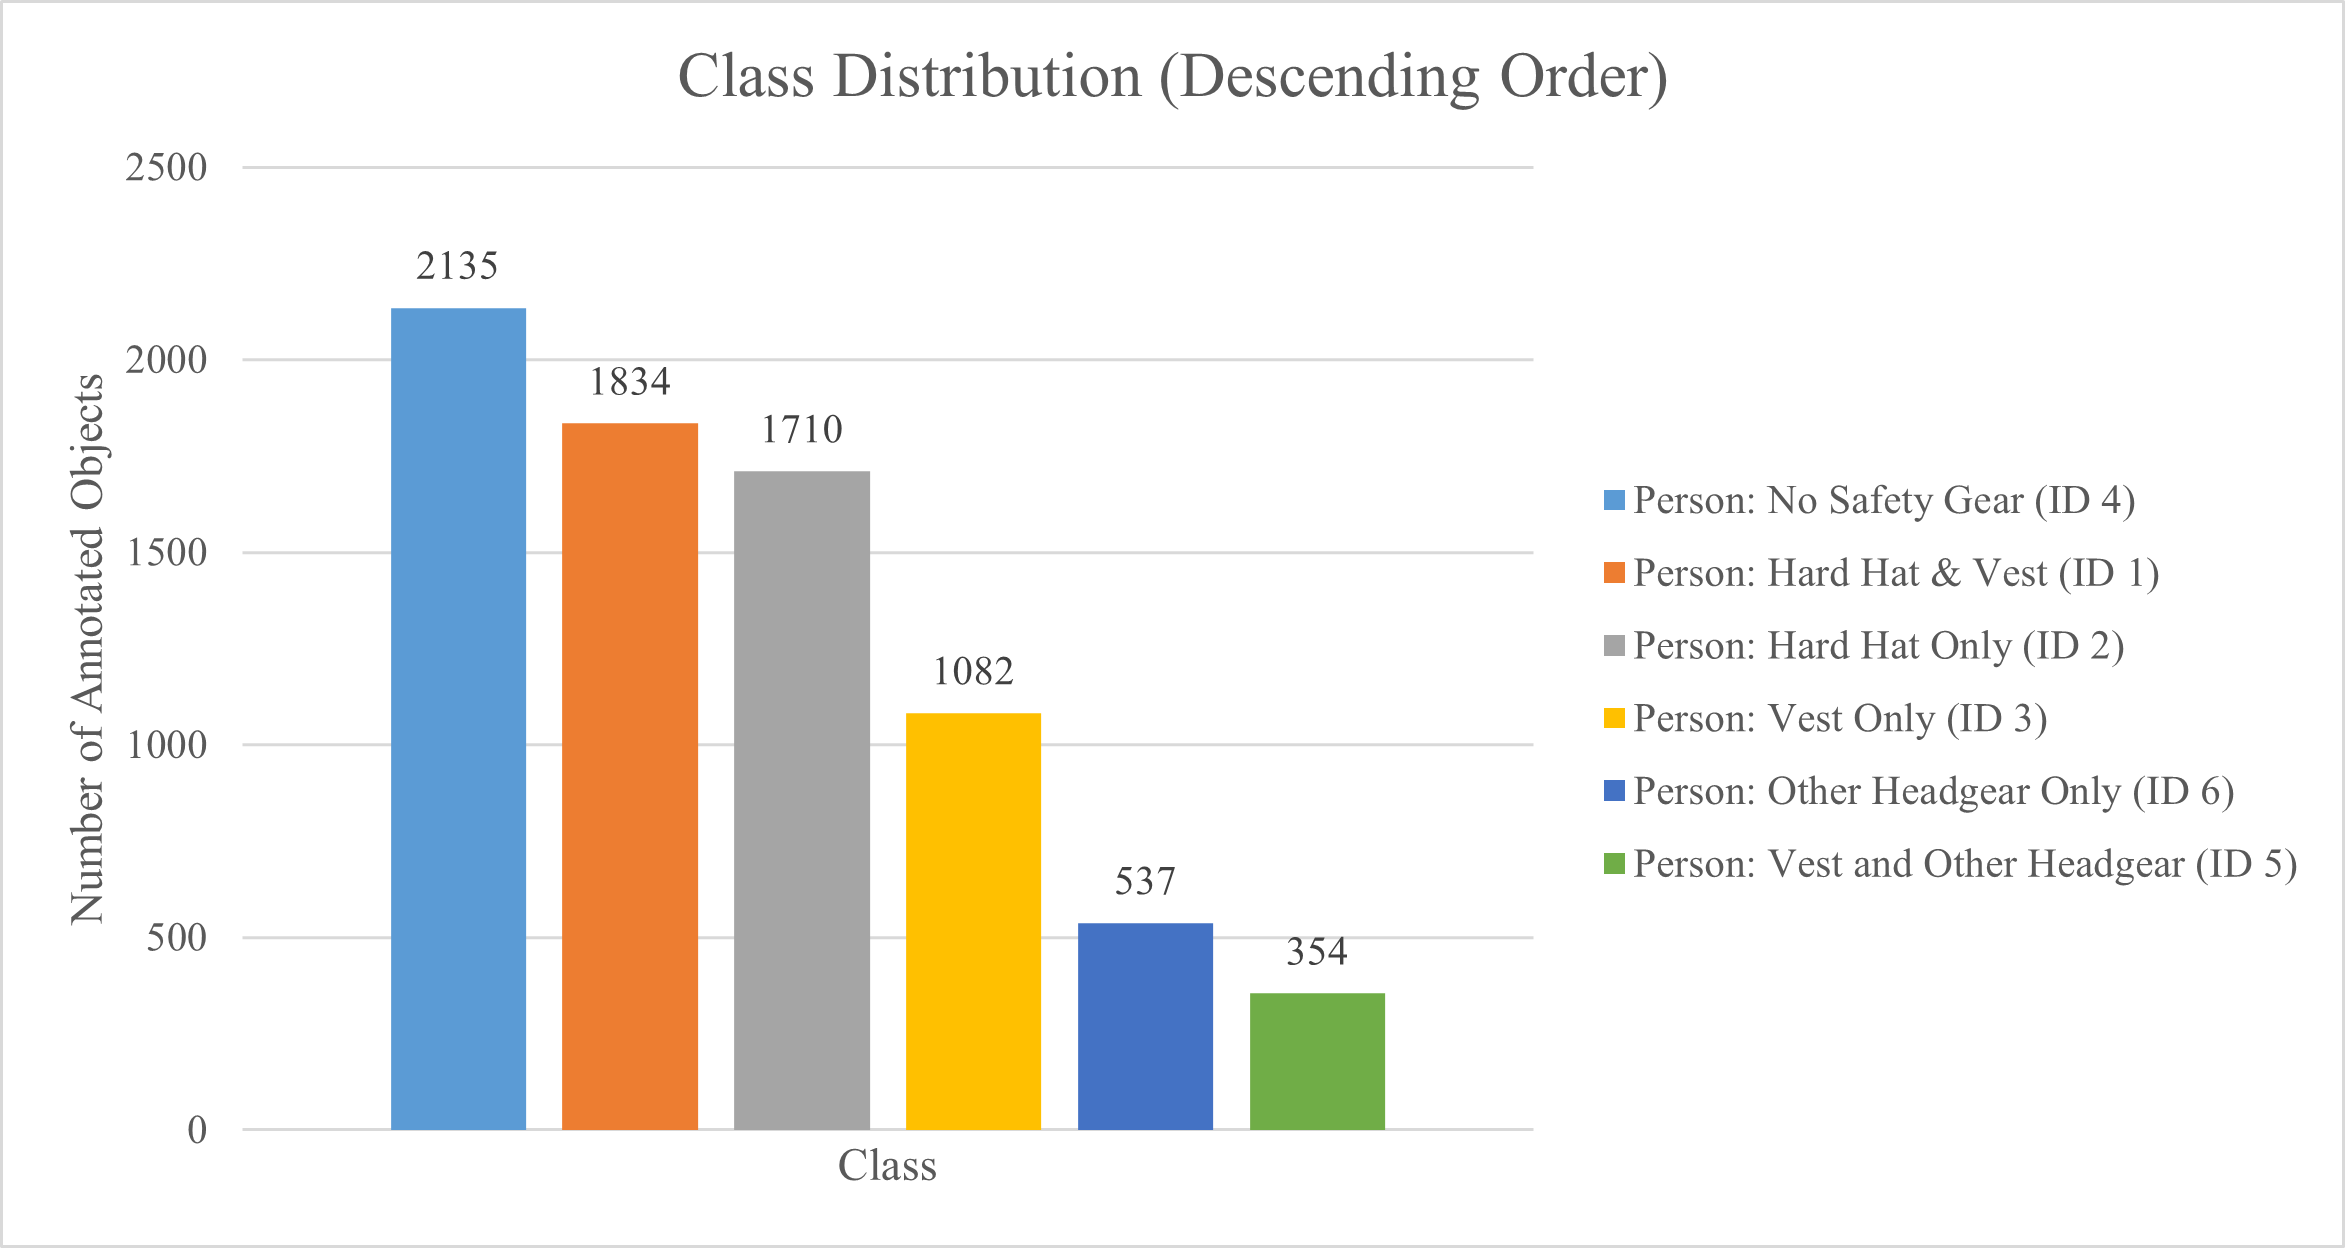 Class Distribution (Descending Order)
2500
2000
1500
1000
500
0
Number of Annotated Objects
2135
1834
1710
1082
537
354
Class
Person: No Safety Gear (ID 4)
Person: Hard Hat & Vest (ID 1)
Person: Hard Hat Only (ID 2)
Person: Vest Only (ID 3)
Person: Other Headgear Only (ID 6)
Person: Vest and Other Headgear (ID 5)